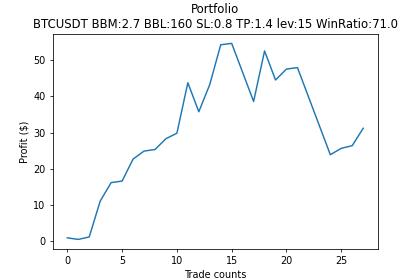 Portfolio
BTCUSDT BBM:2.7 BBL:160 SL:0.8 TP:1.4 lev:15 WinRatio:71.0
50
40
30
20
10
0
Profit ($)
0 5 10 15 20 25
Trade counts